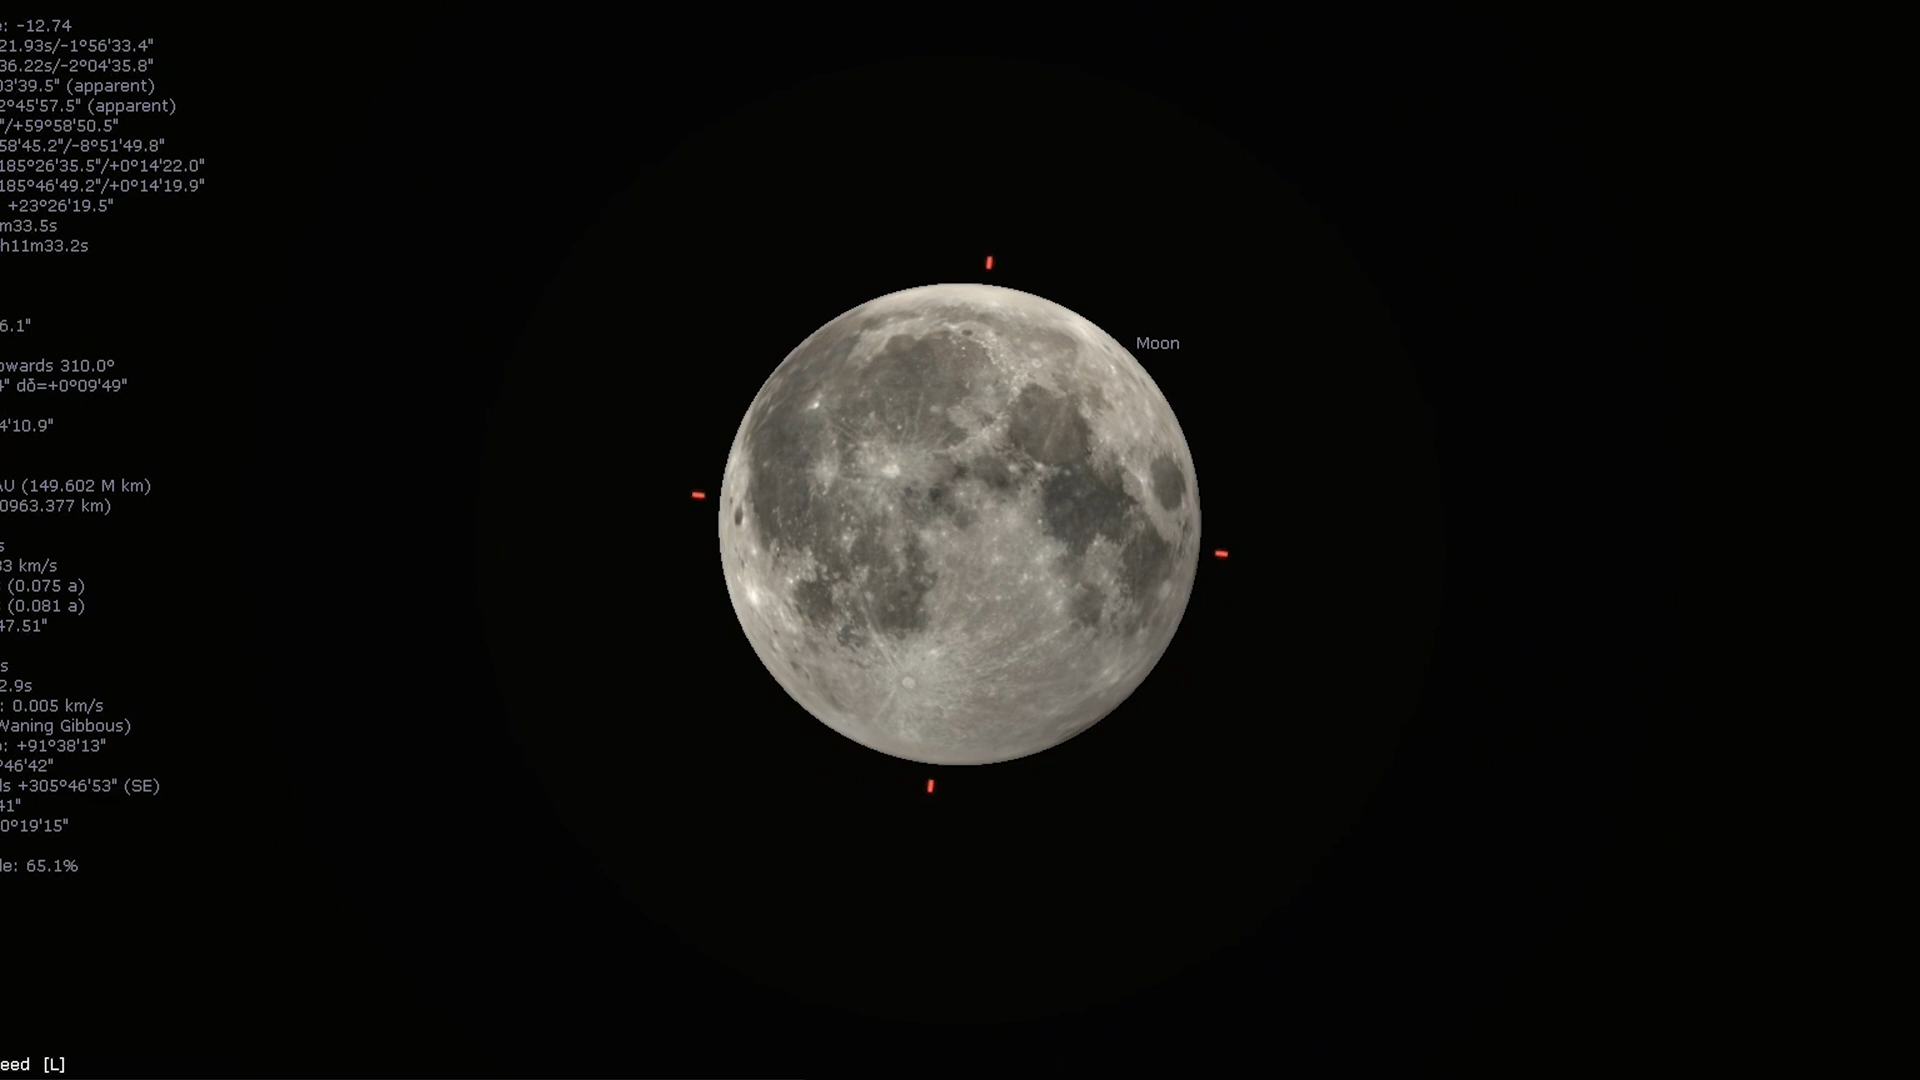 : -12.74
21.93s/-1°56'33.4"
36.22s/-2°04'35.8"
03'39.5" (apparent)
2°45'57.5" (apparent)
"/+59°58'50.5"
58'45.2"/-8°51'49.8"
185°26'35.5"/+0°14'22.0"
185°46'49.2"/+0°14'19.9"
+23°26'19.5"
m33.5s
h11m33.2s
Moon
6.1"
owards 310.0°
" dδ=+0°09'49"
4'10.9"
AU (149.602 M km)
0963.377 km)
s
33 km/s
(0.075 a)
(0.081 a)
47.51"
s
2.9s
: 0.005 km/s
Waning Gibbous)
: +91°38'13"
°46'42"
ds +305°46'53" (SE)
41"
0°19'15"
le: 65.1%
eed [L]